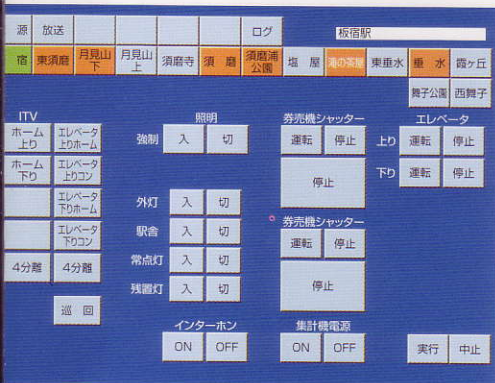 源 放送 ログ 板宿駅
宿 東須磨 月見山下 月見山上 須磨寺 須磨 須磨浦公園 塩屋 滝の茶屋 東垂水 垂水 霞ヶ丘
舞子公園 西舞子
ITV 照明 券売機シャッター エレベータ
ホーム上り エレベータ上りホーム 強制 入 切 運転 停止 上り 運転 停止
ホーム下り エレベータ上りコン 停止 下り 運転 停止
エレベータ下りホーム 外灯 入 切
エレベータ下りコン 駅舎 入 切 券売機シャッター
運転 停止
4分離 4分離 常点灯 入 切
停止
巡回 残置灯 入 切
インターホン 集計機電源
ON OFF ON OFF 実行 中止